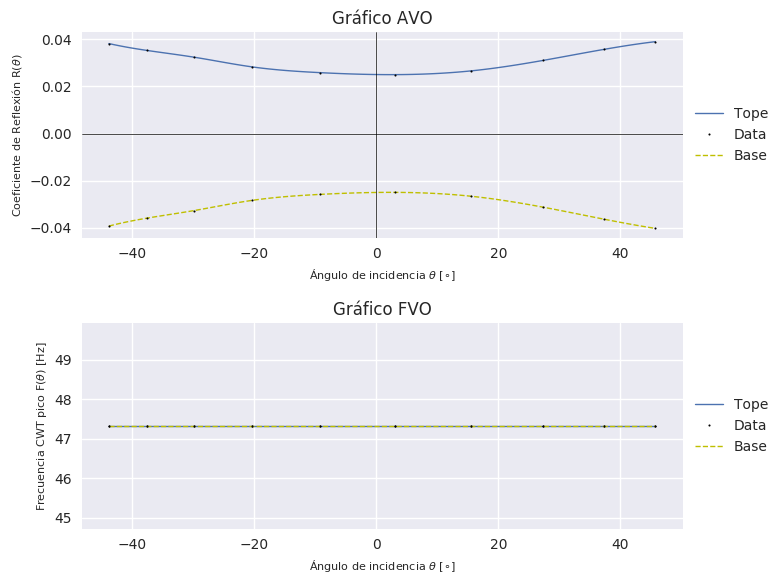 Gráfico AVO
Coeficiente de Reflexión R(θ)
0.04
0.02
0.00
−0.02
−0.04
−40 −20 0 20 40
Ángulo de incidencia θ [∘]
Tope
Data
Base
Gráfico FVO
Frecuencia CWT pico F(θ) [Hz]
49
48
47
46
45
−40 −20 0 20 40
Ángulo de incidencia θ [∘]
Tope
Data
Base